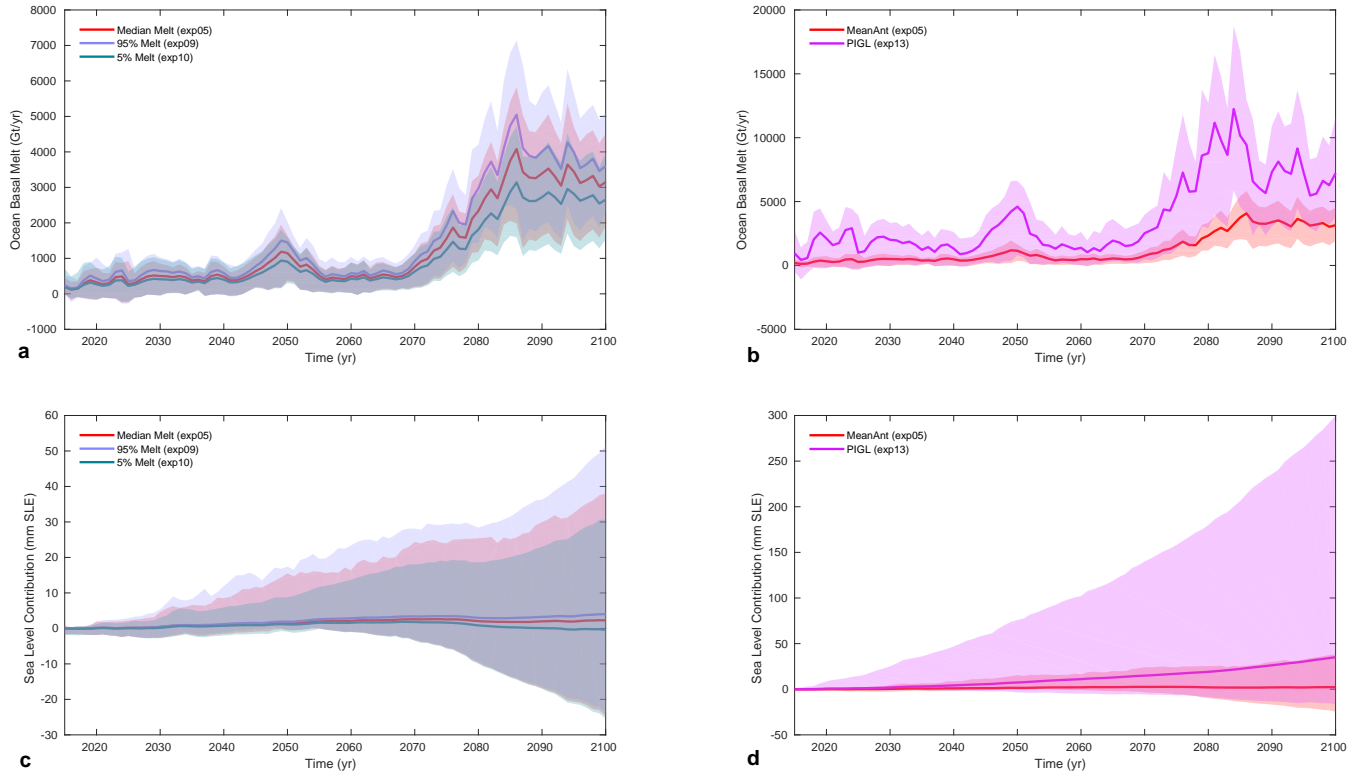 8000
7000
6000
5000
4000
3000
2000
1000
0
-1000
Ocean Basal Melt (Gt/yr)
Median Melt (exp05)
95% Melt (exp09)
5% Melt (exp10)
2020 2030 2040 2050 2060 2070 2080 2090 2100
Time (yr)
a
20000
15000
10000
5000
0
-5000
Ocean Basal Melt (Gt/yr)
MeanAnt (exp05)
PIGL (exp13)
2020 2030 2040 2050 2060 2070 2080 2090 2100
Time (yr)
b
60
50
40
30
20
10
0
-10
-20
-30
Sea Level Contribution (mm SLE)
Median Melt (exp05)
95% Melt (exp09)
5% Melt (exp10)
2020 2030 2040 2050 2060 2070 2080 2090 2100
Time (yr)
c
300
250
200
150
100
50
0
-50
Sea Level Contribution (mm SLE)
MeanAnt (exp05)
PIGL (exp13)
2020 2030 2040 2050 2060 2070 2080 2090 2100
Time (yr)
d